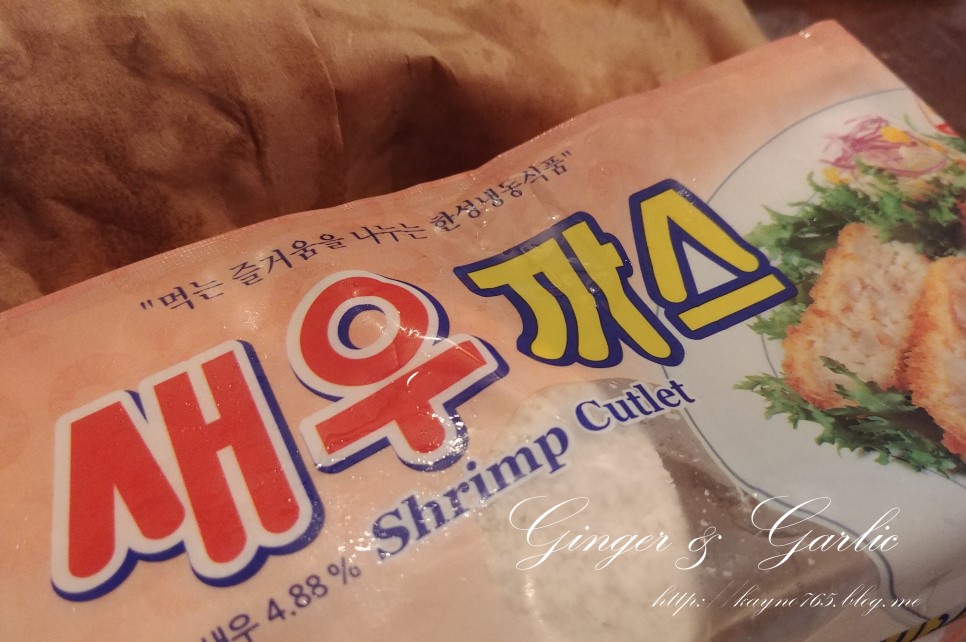 "먹는 즐거움을 나누는 한성냉동식품"
새우까스
Shrimp Cutlet
새우 4.88%
Ginger & Garlic
http://kayno765.blog.me